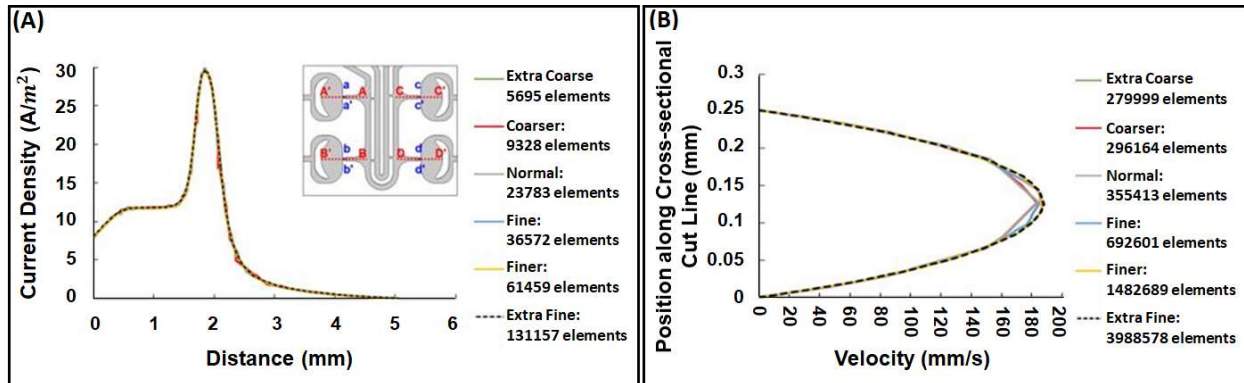 (A)
Current Density (A/m²)
30
25
20
15
10
5
0
0 1 2 3 4 5 6
Distance (mm)
A' a A a'
C c C' c'
B' b B b'
D d D' d'
Extra Coarse
5695 elements
Coarser:
9328 elements
Normal:
23783 elements
Fine:
36572 elements
Finer:
61459 elements
Extra Fine:
131157 elements
(B)
Position along Cross-sectional
Cut Line (mm)
0.3
0.25
0.2
0.15
0.1
0.05
0
0 20 40 60 80 100 120 140 160 180 200
Velocity (mm/s)
Extra Coarse
279999 elements
Coarser:
296164 elements
Normal:
355413 elements
Fine:
692601 elements
Finer:
1482689 elements
Extra Fine:
3988578 elements